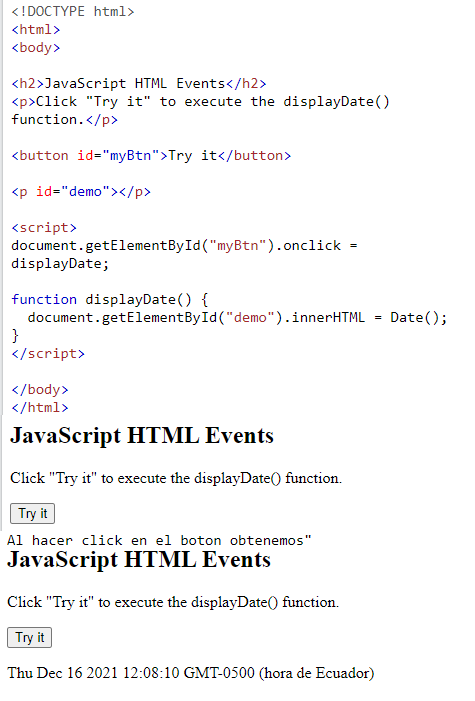 <!DOCTYPE html>
<html>
<body>
<h2>JavaScript HTML Events</h2>
<p>Click "Try it" to execute the displayDate()
function.</p>
<button id="myBtn">Try it</button>
<p id="demo"></p>
<script>
document.getElementById("myBtn").onclick =
displayDate;
function displayDate() {
  document.getElementById("demo").innerHTML = Date();
}
</script>
</body>
</html>
JavaScript HTML Events
Click "Try it" to execute the displayDate() function.
Try it
Al hacer click en el boton obtenemos"
JavaScript HTML Events
Click "Try it" to execute the displayDate() function.
Try it
Thu Dec 16 2021 12:08:10 GMT-0500 (hora de Ecuador)